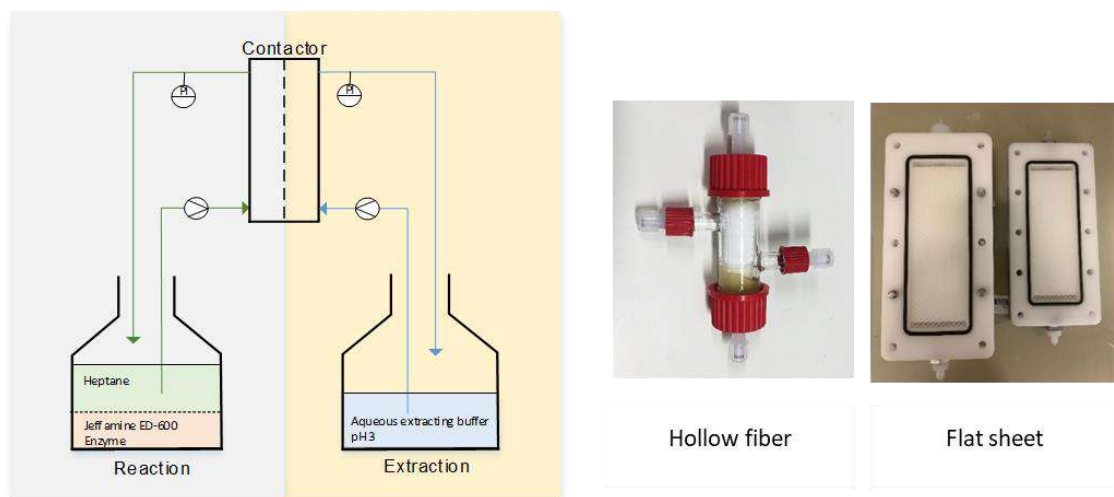 Contactor
PI
PI
Heptane
Jeffamine ED-600
Enzyme
Aqueous extracting buffer
pH3
Reaction
Extraction
Hollow fiber
Flat sheet